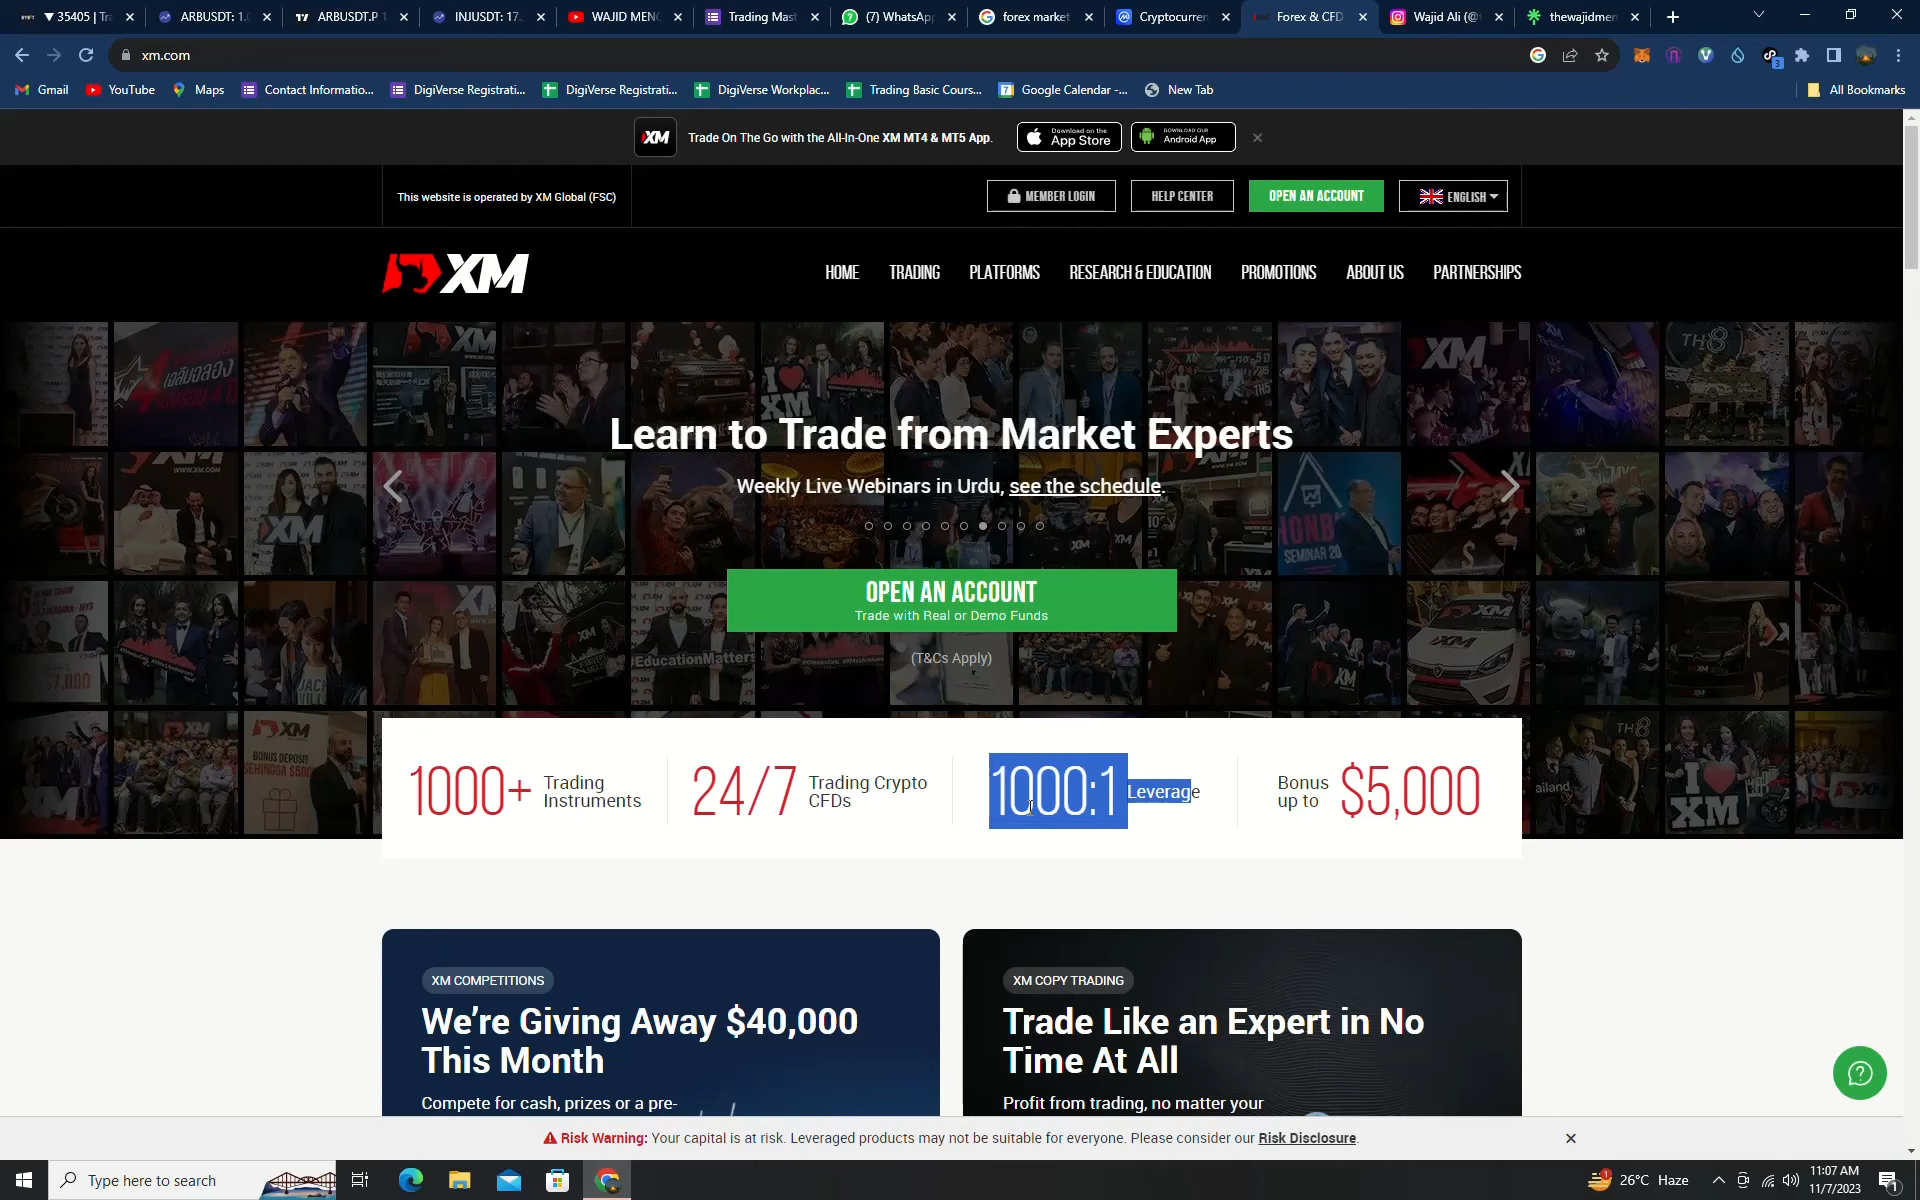 ▼ 35405 | Tra
ARBUSDT: 1.0
ARBUSDT.P 1
INJUSDT: 17.
WAJID MENG
Trading Mast
(7) WhatsApp
forex market
Cryptocurren
Forex & CFD
Wajid Ali (@t
thewajidmen
xm.com
Gmail
YouTube
Maps
Contact Informatio...
DigiVerse Registrati...
DigiVerse Registrati...
DigiVerse Workplac...
Trading Basic Cours...
Google Calendar -...
New Tab
All Bookmarks
XM
Trade On The Go with the All-In-One XM MT4 & MT5 App.
Download on the
App Store
DOWNLOAD OUR
Android App
This website is operated by XM Global (FSC)
MEMBER LOGIN
HELP CENTER
OPEN AN ACCOUNT
ENGLISH
XM
HOME
TRADING
PLATFORMS
RESEARCH & EDUCATION
PROMOTIONS
ABOUT US
PARTNERSHIPS
Learn to Trade from Market Experts
Weekly Live Webinars in Urdu, see the schedule.
OPEN AN ACCOUNT
Trade with Real or Demo Funds
(T&Cs Apply)
1000+ Trading Instruments
24/7 Trading Crypto CFDs
1000:1 Leverage
Bonus up to $5,000
XM COMPETITIONS
We're Giving Away $40,000
This Month
Compete for cash, prizes or a pre-
XM COPY TRADING
Trade Like an Expert in No
Time At All
Profit from trading, no matter your
Risk Warning: Your capital is at risk. Leveraged products may not be suitable for everyone. Please consider our Risk Disclosure.
Type here to search
26°C Haze
11:07 AM
11/7/2023